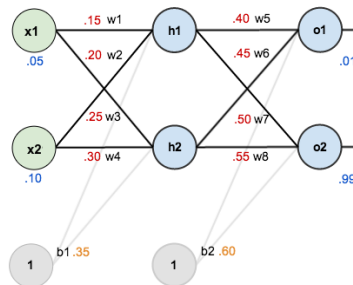 x1 .15 w1 h1 .40 w5 o1
.05 .20 w2 .45 w6 .01
.25 w3 .50 w7
x2 .30 w4 h2 .55 w8 o2
.10 .99
1 b1 .35 1 b2 .60